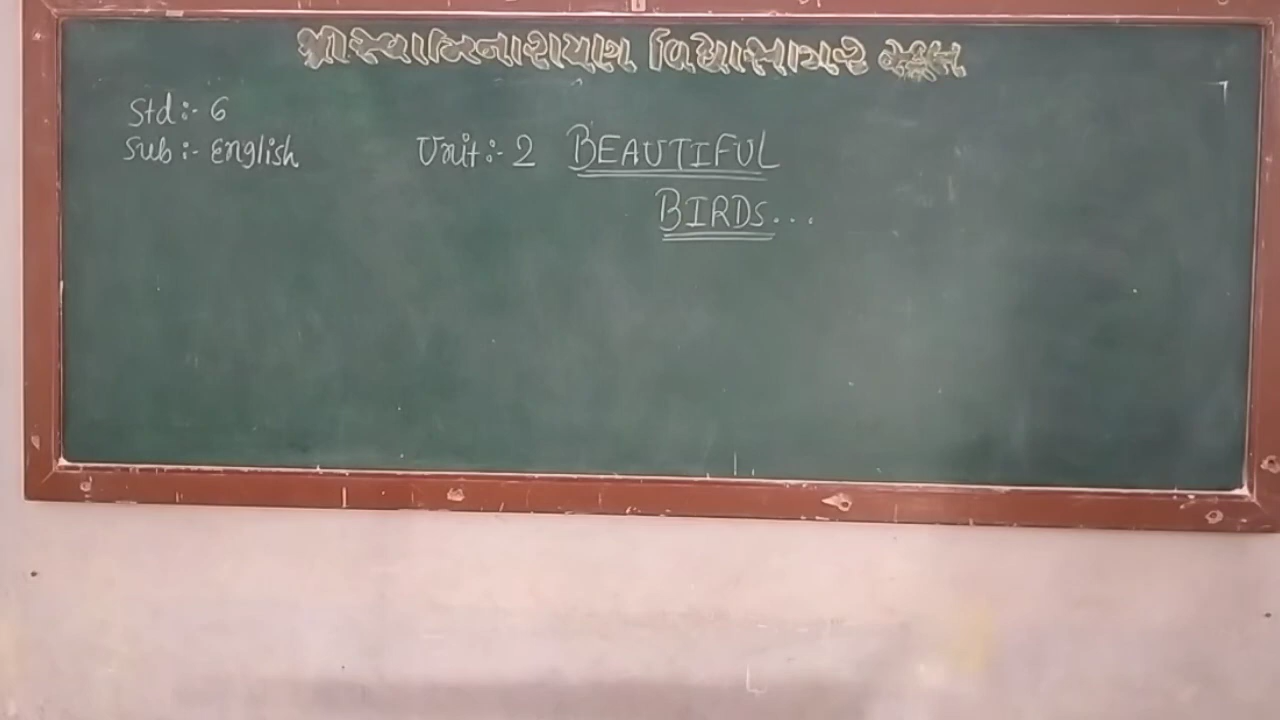 શ્રી સ્વામિનારાયણ વિદ્યાસાગર સ્કૂલ
Std :- 6
Sub :- English
Unit :- 2 BEAUTIFUL
BIRDS...